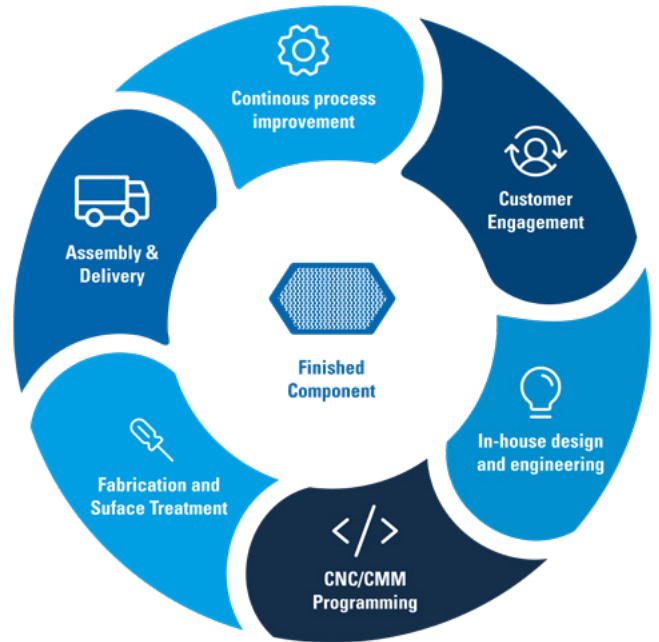 Continous process
improvement
Customer
Engagement
In-house design
and engineering
CNC/CMM
Programming
Fabrication and
Suface Treatment
Assembly &
Delivery
Finished
Component